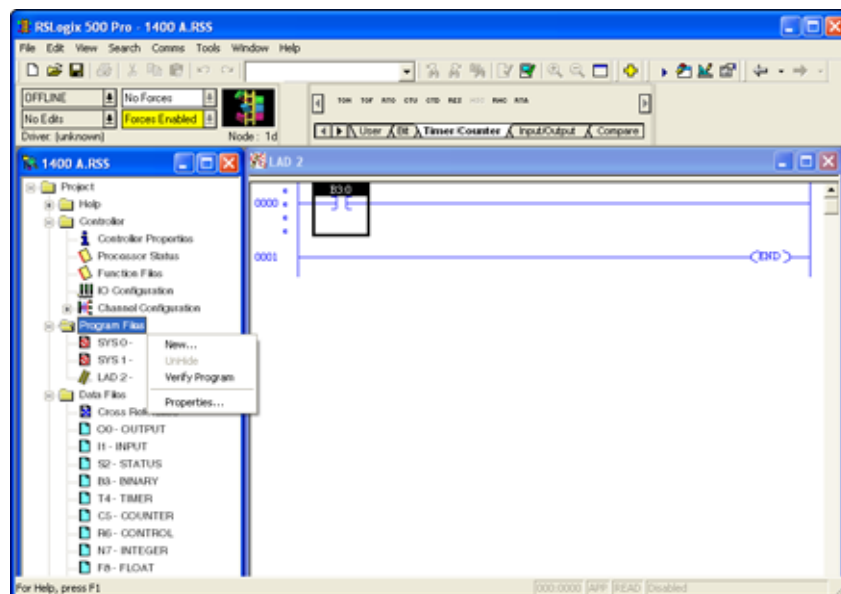 RSLogix 500 Pro - 1400 A.RSS
File Edit View Search Comms Tools Window Help
OFFLINE No Forces
No Edits Forces Enabled
Driver: (unknown) Node: 1d
TON TOF RTO CTU CTD RES HSC RHC RTA
User Bit Timer/Counter Input/Output Compare
1400 A.RSS
LAD 2
Project
Help
Controller
Controller Properties
Processor Status
Function Files
IO Configuration
Channel Configuration
Program Files
SYS 0 -
SYS 1 -
LAD 2 -
Data Files
Cross
O0 - OUTPUT
I1 - INPUT
S2 - STATUS
B3 - BINARY
T4 - TIMER
C5 - COUNTER
R6 - CONTROL
N7 - INTEGER
F8 - FLOAT
New...
UnHide
Verify Program
Properties...
B3:0
0000
0001
END
For Help, press F1
000:0000 APP READ Disabled